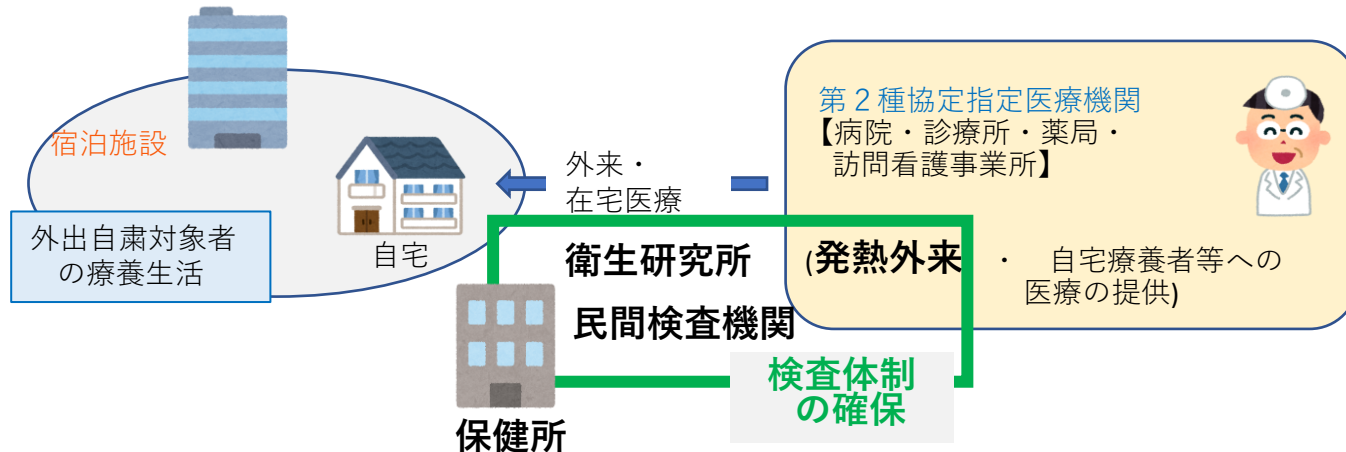 宿泊施設
外出自粛対象者
の療養生活
自宅
外来・
在宅医療
第２種協定指定医療機関
【病院・診療所・薬局・
訪問看護事業所】
衛生研究所
(発熱外来　・　自宅療養者等への
医療の提供)
民間検査機関
検査体制
の確保
保健所